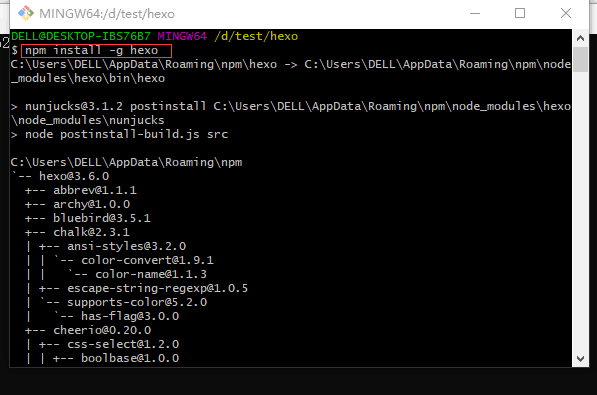 MINGW64:/d/test/hexo
DELL@DESKTOP-IBS76B7 MINGW64 /d/test/hexo
$ npm install -g hexo
C:\Users\DELL\AppData\Roaming\npm\hexo -> C:\Users\DELL\AppData\Roaming\npm\node
_modules\hexo\bin\hexo

> nunjucks@3.1.2 postinstall C:\Users\DELL\AppData\Roaming\npm\node_modules\hexo
\node_modules\nunjucks
> node postinstall-build.js src

C:\Users\DELL\AppData\Roaming\npm
`-- hexo@3.6.0
  +-- abbrev@1.1.1
  +-- archy@1.0.0
  +-- bluebird@3.5.1
  +-- chalk@2.3.1
  | +-- ansi-styles@3.2.0
  | | `-- color-convert@1.9.1
  | |   `-- color-name@1.1.3
  | +-- escape-string-regexp@1.0.5
  | `-- supports-color@5.2.0
  |   `-- has-flag@3.0.0
  +-- cheerio@0.20.0
  | +-- css-select@1.2.0
  | | +-- boolbase@1.0.0